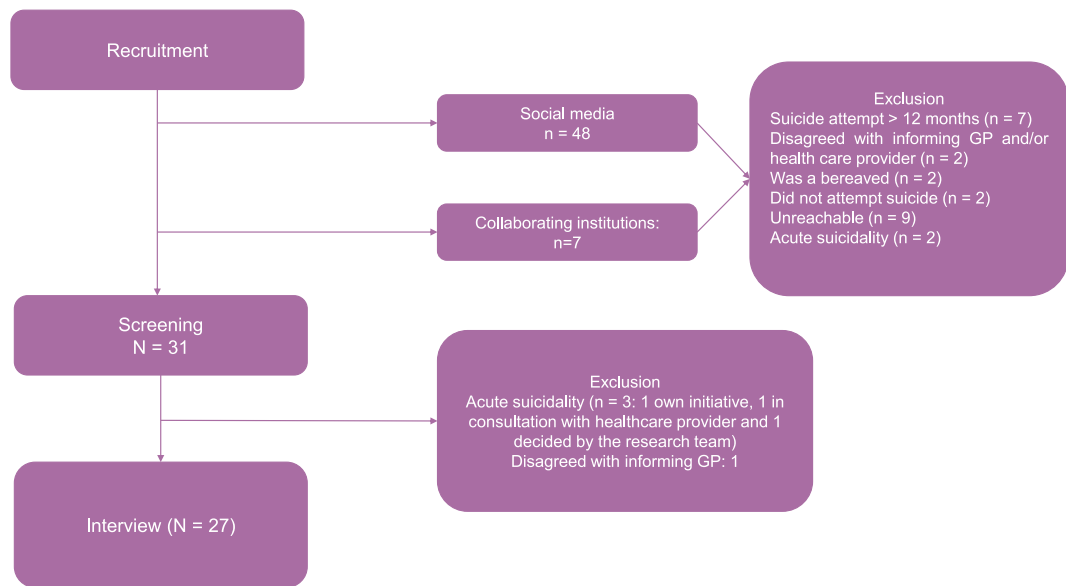 Recruitment
Social media
n = 48
Collaborating institutions:
n=7
Exclusion
Suicide attempt > 12 months (n = 7)
Disagreed with informing GP and/or
health care provider (n = 2)
Was a bereaved (n = 2)
Did not attempt suicide (n = 2)
Unreachable (n = 9)
Acute suicidality (n = 2)
Screening
N = 31
Exclusion
Acute suicidality (n = 3: 1 own initiative, 1 in
consultation with healthcare provider and 1
decided by the research team)
Disagreed with informing GP: 1
Interview (N = 27)